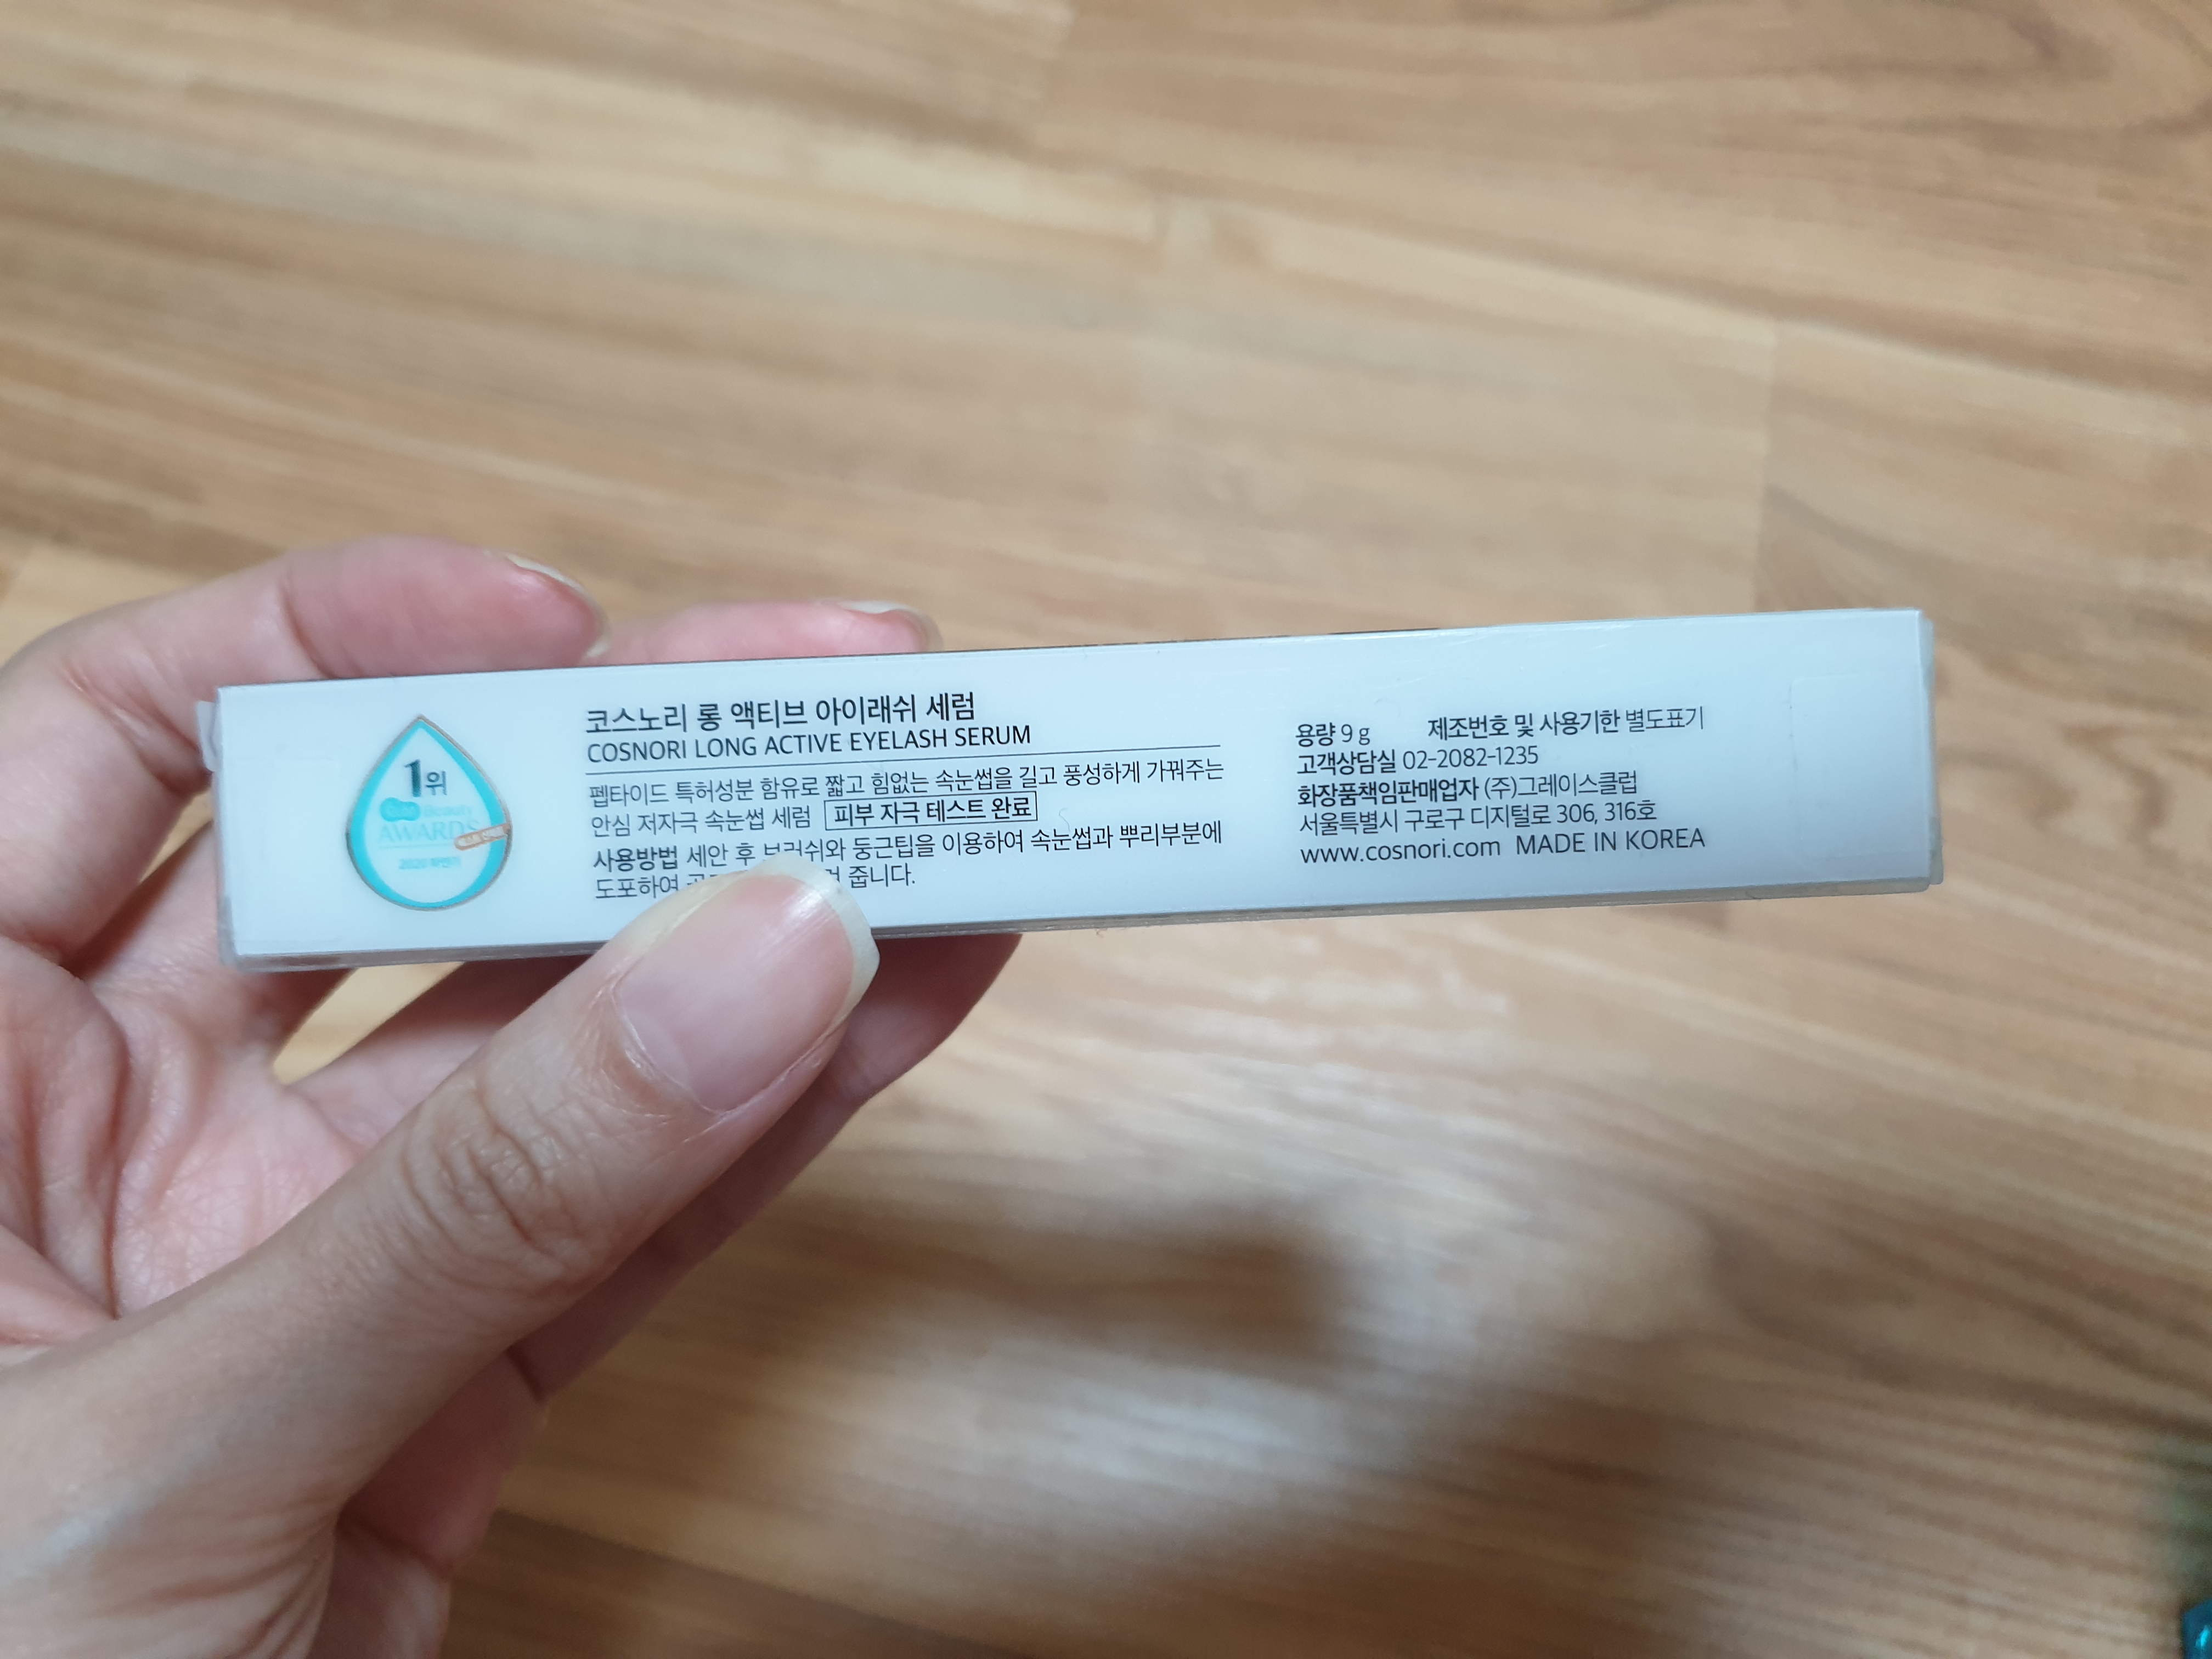 1위
Beauty
AWARDS
2020 하반기
코스노리 롱 액티브 아이래쉬 세럼
COSNORI LONG ACTIVE EYELASH SERUM
펩타이드 특허성분 함유로 짧고 힘없는 속눈썹을 길고 풍성하게 가꿔주는
안심 저자극 속눈썹 세럼 피부 자극 테스트 완료
사용방법 세안 후 브러쉬와 둥근팁을 이용하여 속눈썹과 뿌리부분에
도포하여 줍니다.
용량 9 g 제조번호 및 사용기한 별도표기
고객상담실 02-2082-1235
화장품책임판매업자 (주)그레이스클럽
서울특별시 구로구 디지털로 306, 316호
www.cosnori.com MADE IN KOREA